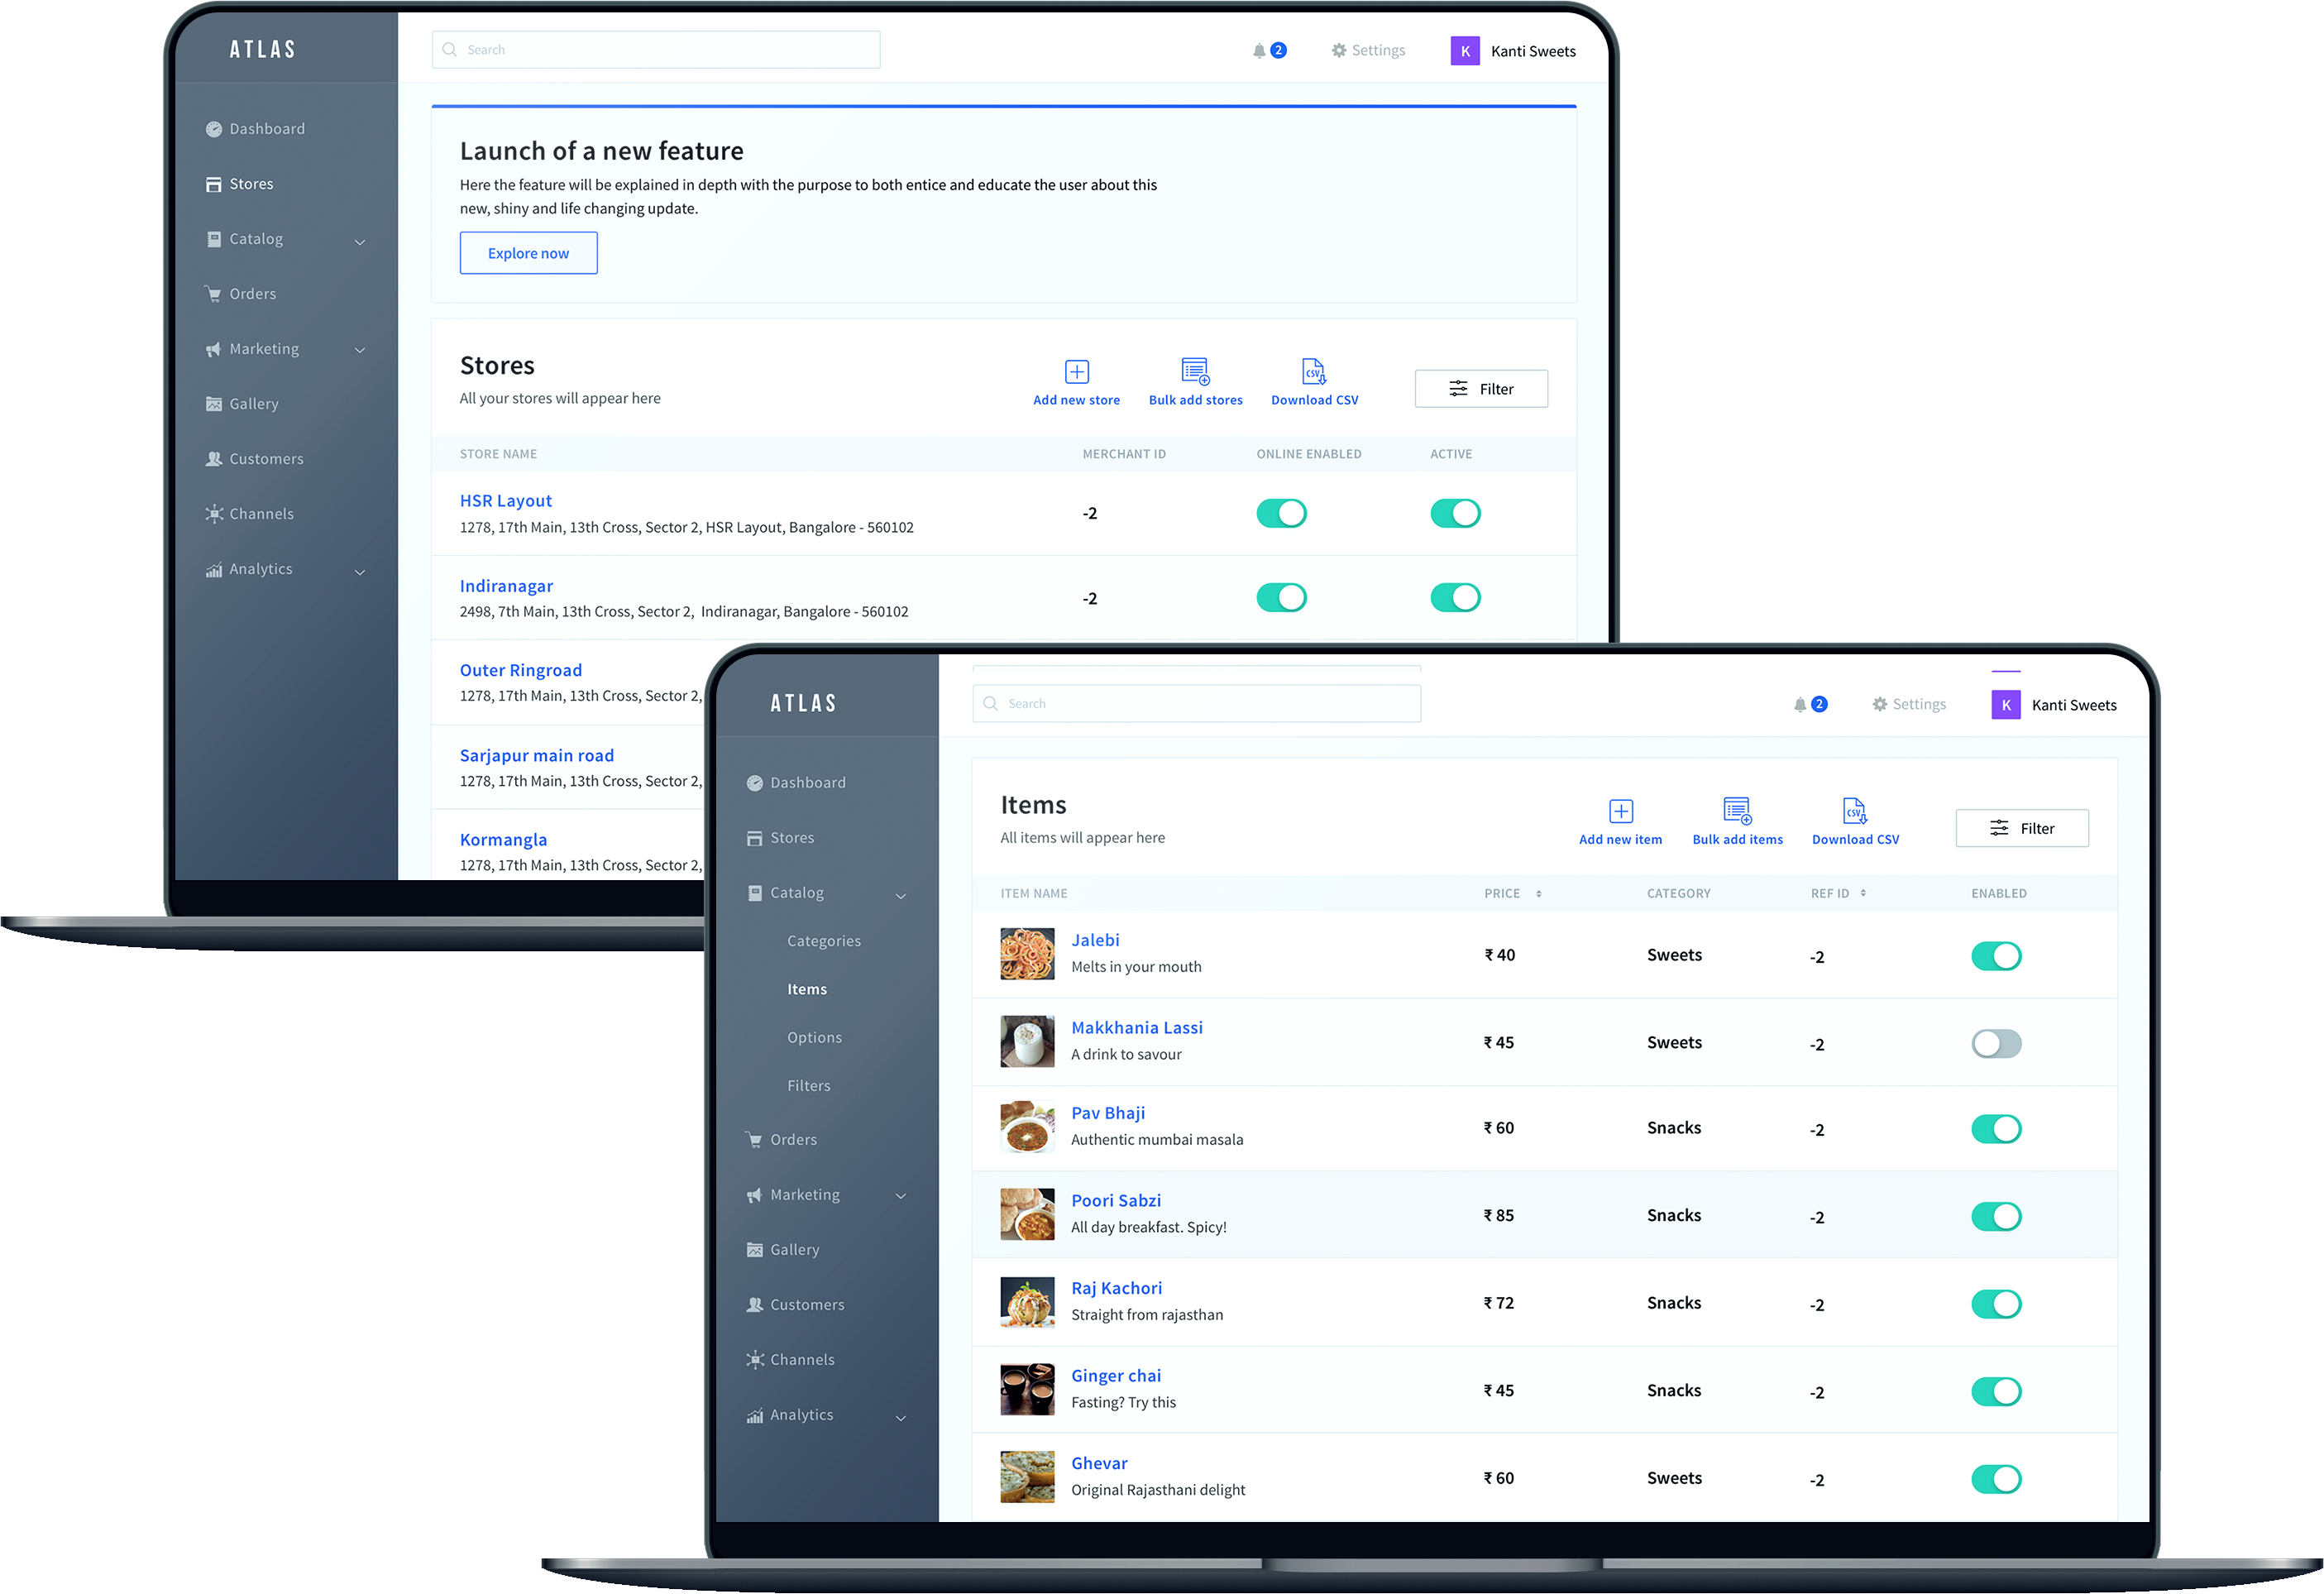 ATLAS
Search
2
Settings
K
Kanti Sweets
Dashboard
Stores
Catalog
Orders
Marketing
Gallery
Customers
Channels
Analytics
Launch of a new feature
Here the feature will be explained in depth with the purpose to both entice and educate the user about this
new, shiny and life changing update.
Explore now
Stores
All your stores will appear here
Add new store
Bulk add stores
CSV
Download CSV
Filter
STORE NAME MERCHANT ID ONLINE ENABLED ACTIVE
HSR Layout
1278, 17th Main, 13th Cross, Sector 2, HSR Layout, Bangalore - 560102
-2
Indiranagar
2498, 7th Main, 13th Cross, Sector 2, Indiranagar, Bangalore - 560102
-2
Outer Ringroad
1278, 17th Main, 13th Cross, Sector 2,
Sarjapur main road
1278, 17th Main, 13th Cross, Sector 2,
Kormangla
1278, 17th Main, 13th Cross, Sector 2,
ATLAS
Search
2
Settings
K
Kanti Sweets
Dashboard
Stores
Catalog
Categories
Items
Options
Filters
Orders
Marketing
Gallery
Customers
Channels
Analytics
Items
All items will appear here
Add new item
Bulk add items
CSV
Download CSV
Filter
ITEM NAME PRICE CATEGORY REF ID ENABLED
Jalebi
Melts in your mouth
₹ 40 Sweets -2
Makkhania Lassi
A drink to savour
₹ 45 Sweets -2
Pav Bhaji
Authentic mumbai masala
₹ 60 Snacks -2
Poori Sabzi
All day breakfast. Spicy!
₹ 85 Snacks -2
Raj Kachori
Straight from rajasthan
₹ 72 Snacks -2
Ginger chai
Fasting? Try this
₹ 45 Snacks -2
Ghevar
Original Rajasthani delight
₹ 60 Sweets -2